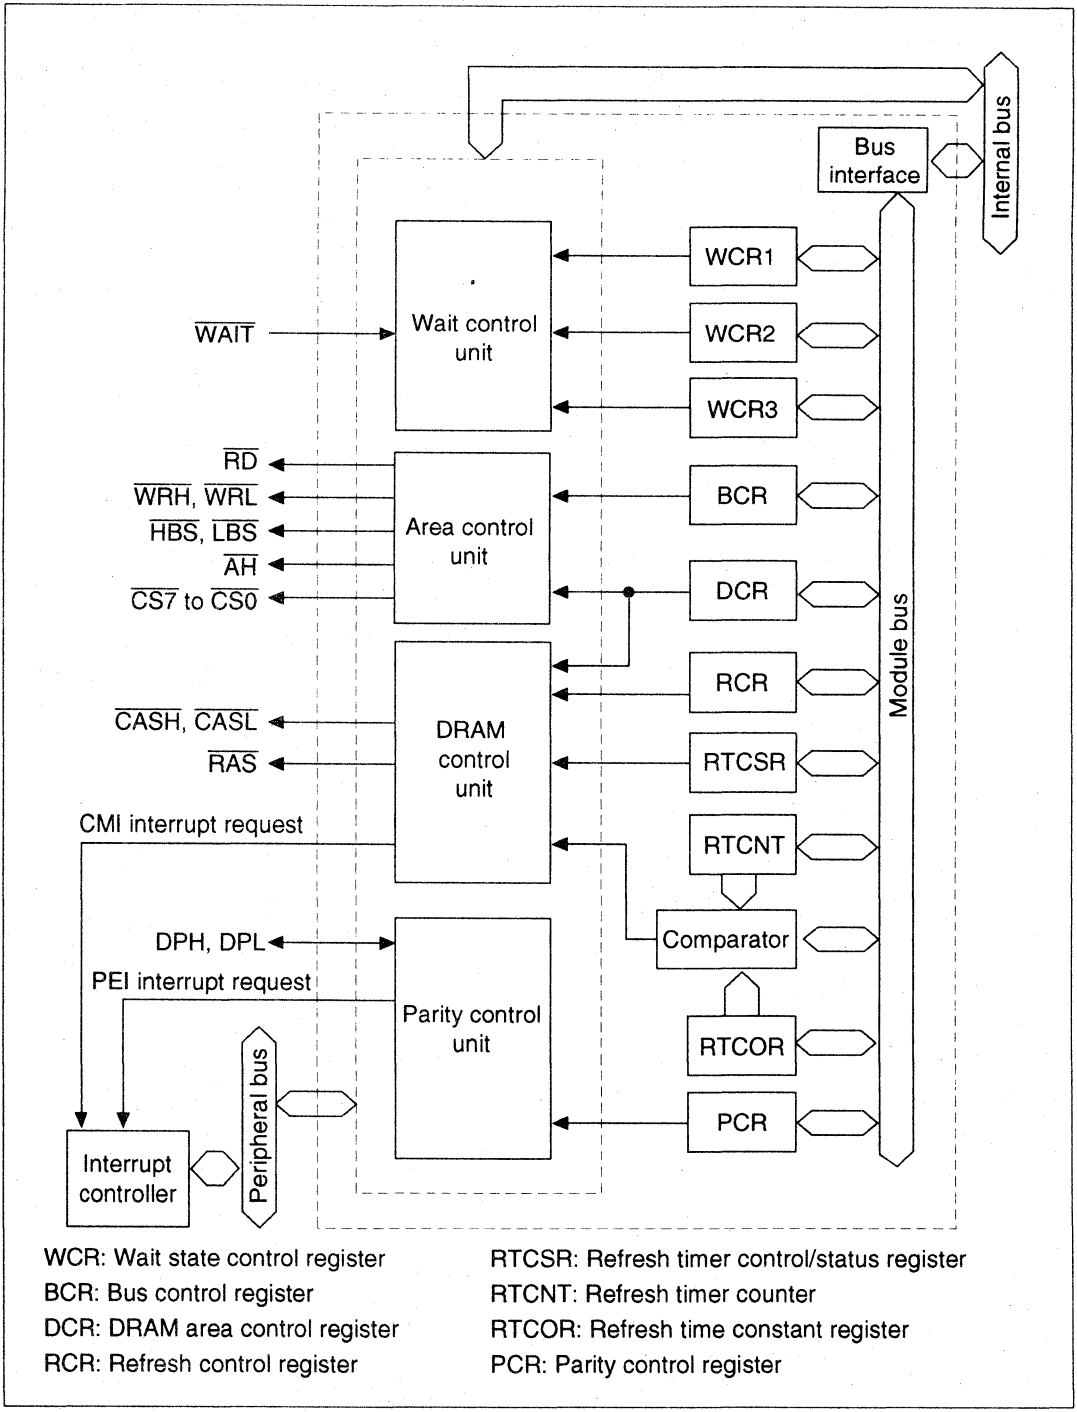 Internal bus
Bus
interface
WCR1
Wait control
unit
WAIT
WCR2
WCR3
RD
WRH, WRL
HBS, LBS
AH
CS7 to CS0
Area control
unit
BCR
DCR
Module bus
RCR
CASH, CASL
RAS
DRAM
control
unit
RTCSR
CMI interrupt request
RTCNT
DPH, DPL
Comparator
PEI interrupt request
Parity control
unit
RTCOR
Peripheral bus
PCR
Interrupt
controller
WCR: Wait state control register
BCR: Bus control register
DCR: DRAM area control register
RCR: Refresh control register
RTCSR: Refresh timer control/status register
RTCNT: Refresh timer counter
RTCOR: Refresh time constant register
PCR: Parity control register